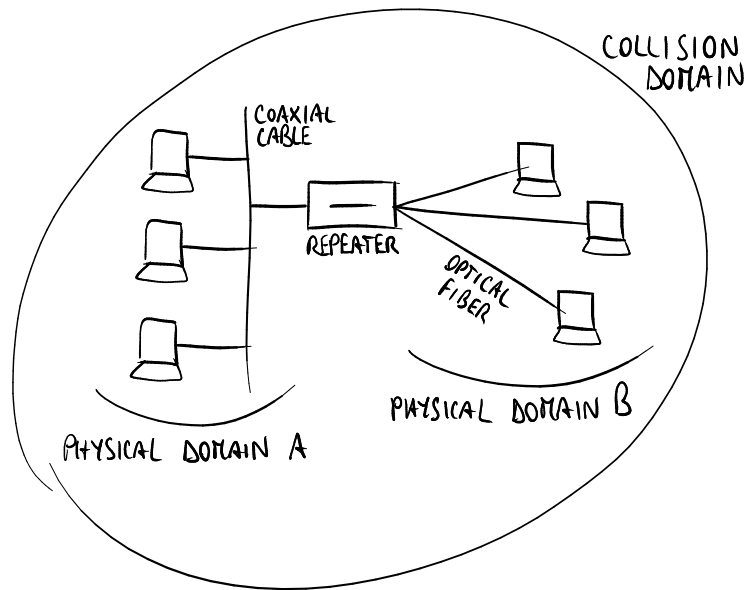 COLLISION
DOMAIN
COAXIAL
CABLE
REPEATER
OPTICAL
FIBER
PHYSICAL DOMAIN A
PHYSICAL DOMAIN B